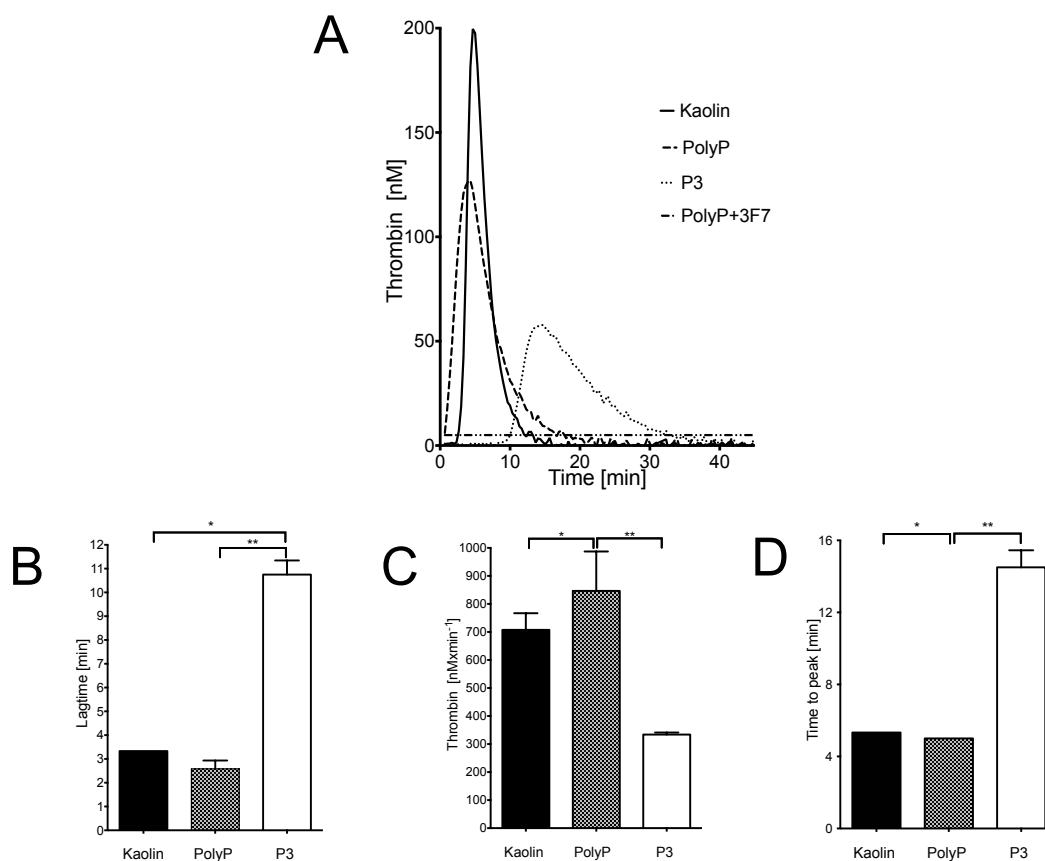 A
200
150
100
50
0
Thrombin [nM]
Kaolin
PolyP
P3
PolyP+3F7
0 10 20 30 40
Time [min]
B
*
**
12
11
10
9
8
7
6
5
4
3
2
1
0
Lagtime [min]
Kaolin PolyP P3
C
* **
1000
900
800
700
600
500
400
300
200
100
0
Thrombin [nMxmin⁻¹]
Kaolin PolyP P3
D
* **
16
12
8
4
0
Time to peak [min]
Kaolin PolyP P3